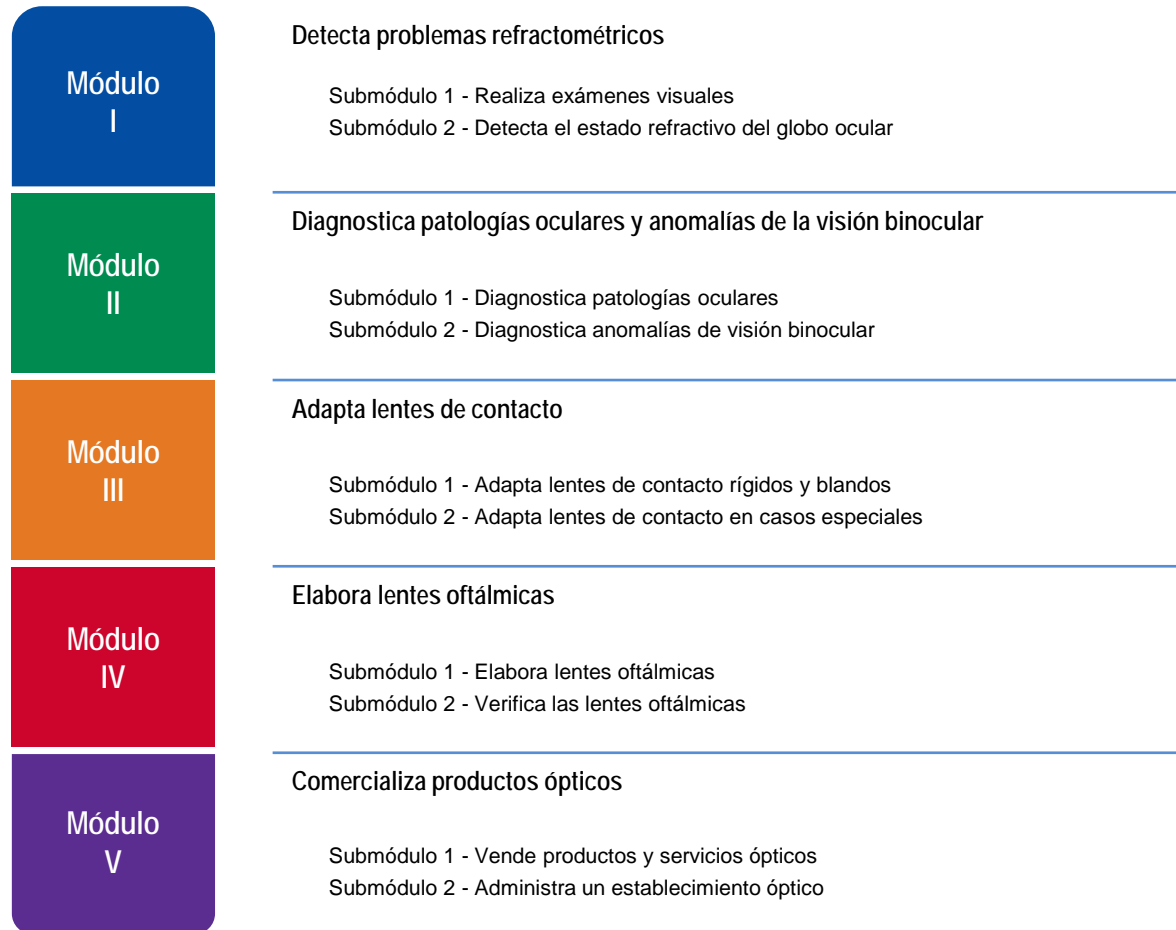 Módulo
I
Detecta problemas refractométricos
Submódulo 1 - Realiza exámenes visuales
Submódulo 2 - Detecta el estado refractivo del globo ocular
Módulo
II
Diagnostica patologías oculares y anomalías de la visión binocular
Submódulo 1 - Diagnostica patologías oculares
Submódulo 2 - Diagnostica anomalías de visión binocular
Módulo
III
Adapta lentes de contacto
Submódulo 1 - Adapta lentes de contacto rígidos y blandos
Submódulo 2 - Adapta lentes de contacto en casos especiales
Módulo
IV
Elabora lentes oftálmicas
Submódulo 1 - Elabora lentes oftálmicas
Submódulo 2 - Verifica las lentes oftálmicas
Módulo
V
Comercializa productos ópticos
Submódulo 1 - Vende productos y servicios ópticos
Submódulo 2 - Administra un establecimiento óptico